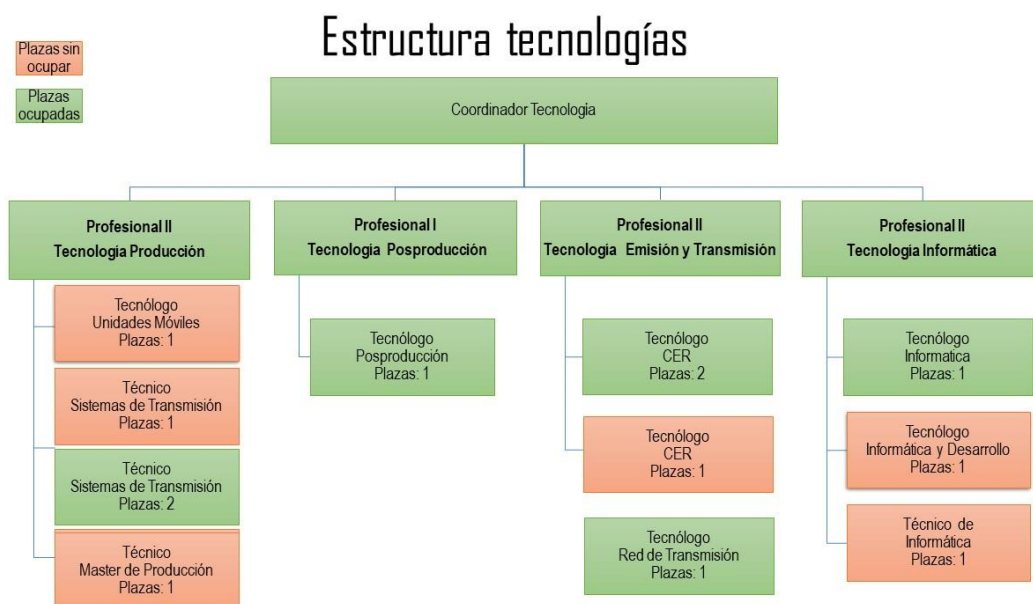 Estructura tecnologías
Plazas sin
ocupar
Plazas
ocupadas
Coordinador Tecnologia
Profesional II
Tecnologia Producción
Tecnólogo
Unidades Móviles
Plazas: 1
Técnico
Sistemas de Transmisión
Plazas: 1
Técnico
Sistemas de Transmisión
Plazas: 2
Técnico
Master de Producción
Plazas: 1
Profesional I
Tecnologia Posproducción
Tecnólogo
Posproducción
Plazas: 1
Profesional II
Tecnologia Emisión y Transmisión
Tecnólogo
CER
Plazas: 2
Tecnólogo
CER
Plazas: 1
Tecnólogo
Red de Transmisión
Plazas: 1
Profesional II
Tecnologia Informática
Tecnólogo
Informatica
Plazas: 1
Tecnólogo
Informática y Desarrollo
Plazas: 1
Técnico de
Informática
Plazas: 1